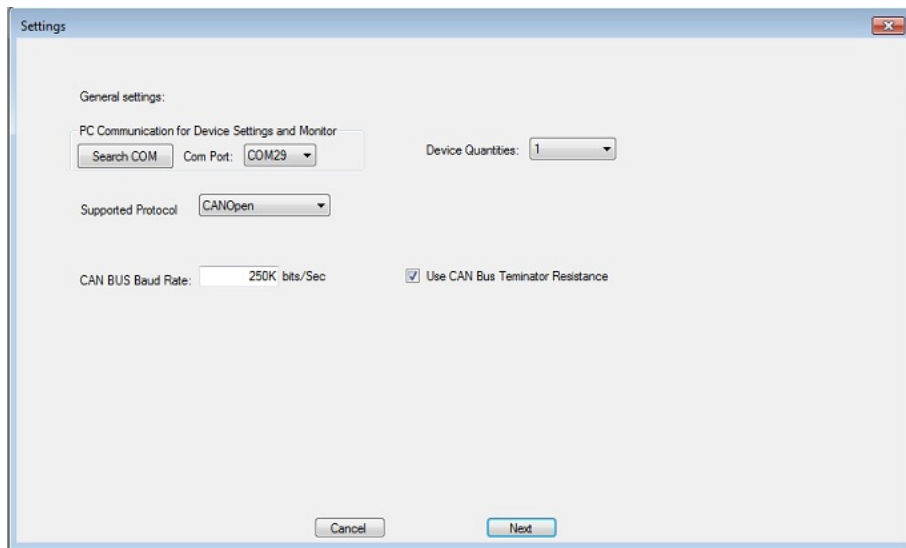 Settings
General settings:
PC Communication for Device Settings and Monitor
Search COM Com Port: COM29
Device Quantities: 1
Supported Protocol CANOpen
CAN BUS Baud Rate: 250K bits/Sec
Use CAN Bus Teminator Resistance
Cancel Next